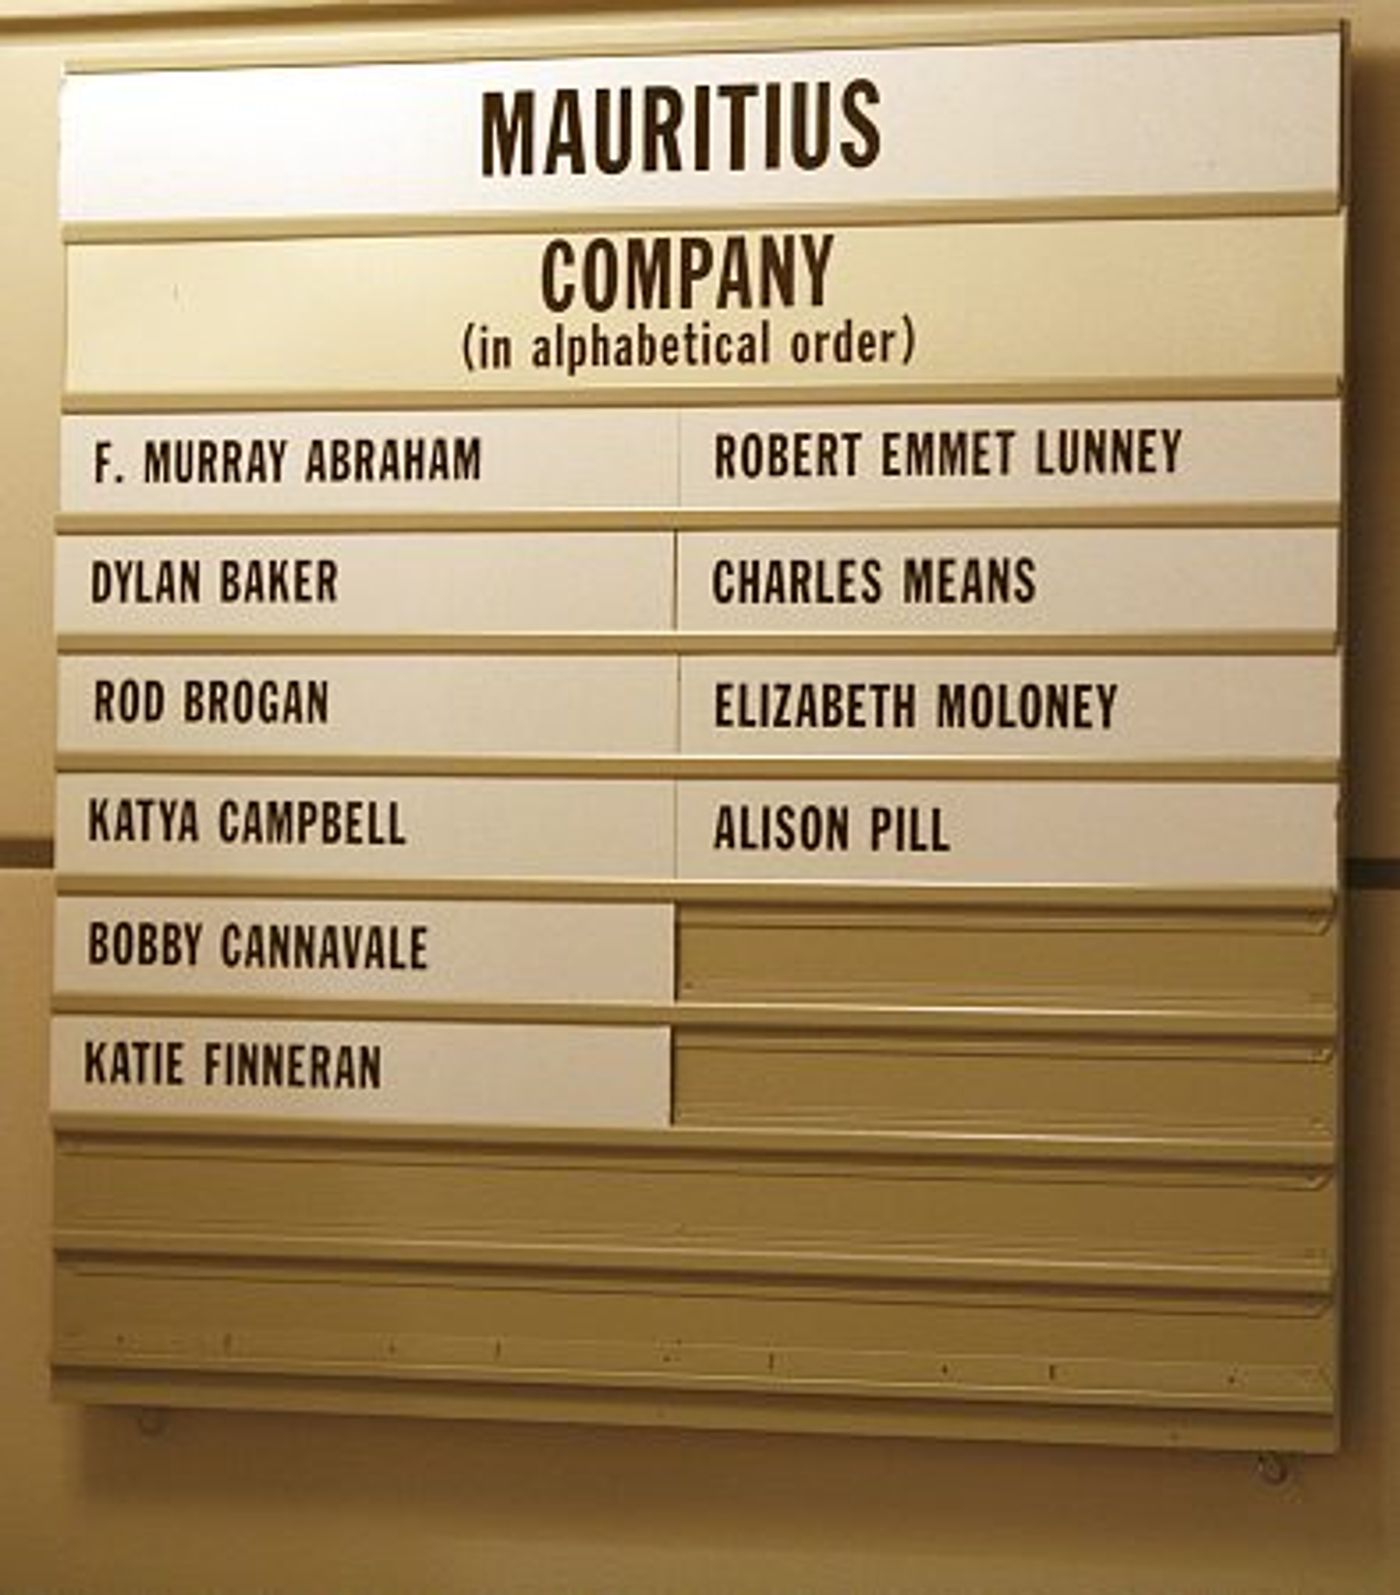 MAURITIUS
COMPANY
(in alphabetical order)
F. MURRAY ABRAHAM
DYLAN BAKER
ROD BROGAN
KATYA CAMPBELL
BOBBY CANNAVALE
KATIE FINNERAN
ROBERT EMMET LUNNEY
CHARLES MEANS
ELIZABETH MOLONEY
ALISON PILL